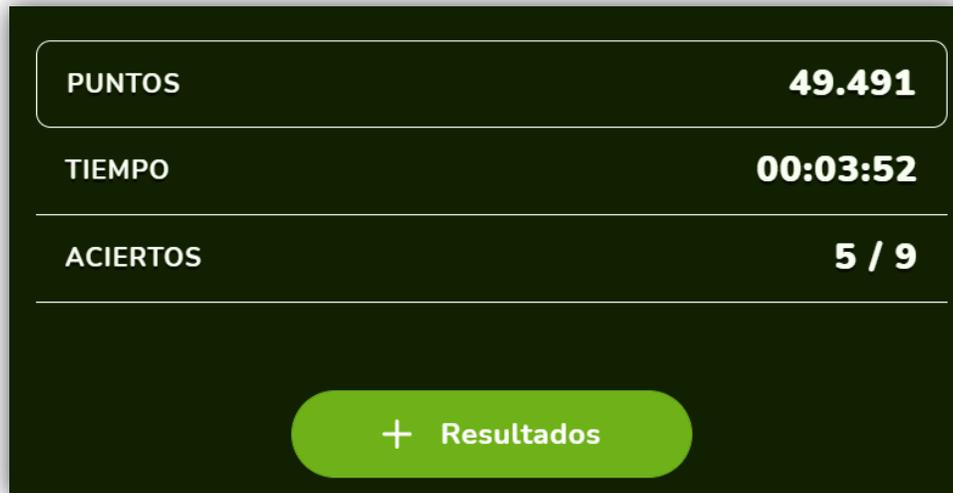 PUNTOS 49.491
TIEMPO 00:03:52
ACIERTOS 5 / 9
+ Resultados